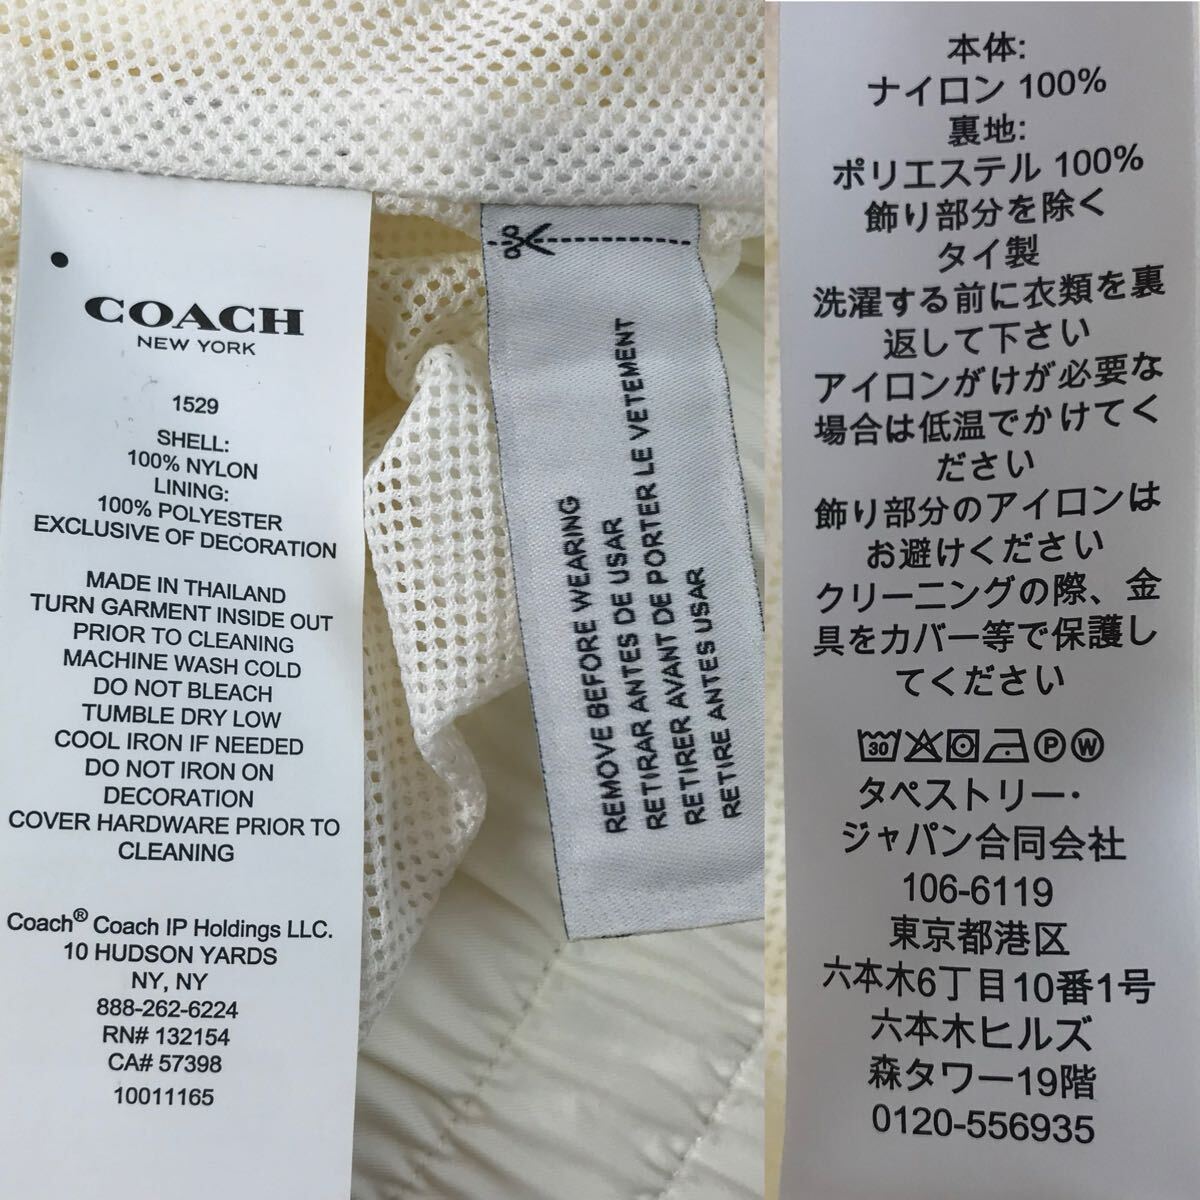 COACH
NEW YORK
1529
SHELL:
100% NYLON
LINING:
100% POLYESTER
EXCLUSIVE OF DECORATION
MADE IN THAILAND
TURN GARMENT INSIDE OUT
PRIOR TO CLEANING
MACHINE WASH COLD
DO NOT BLEACH
TUMBLE DRY LOW
COOL IRON IF NEEDED
DO NOT IRON ON
DECORATION
COVER HARDWARE PRIOR TO
CLEANING
Coach® Coach IP Holdings LLC.
10 HUDSON YARDS
NY, NY
888-262-6224
RN# 132154
CA# 57398
10011165
REMOVE BEFORE WEARING
RETIRAR ANTES DE USAR
RETIRER AVANT DE PORTER LE VETEMENT
RETIRE ANTES USAR
本体:
ナイロン 100%
裏地:
ポリエステル 100%
飾り部分を除く
タイ製
洗濯する前に衣類を裏
返して下さい
アイロンがけが必要な
場合は低温でかけてく
ださい
飾り部分のアイロンは
お避けください
クリーニングの際、金
具をカバー等で保護し
てください
30 P W
タペストリー・
ジャパン合同会社
106-6119
東京都港区
六本木6丁目10番1号
六本木ヒルズ
森タワー19階
0120-556935